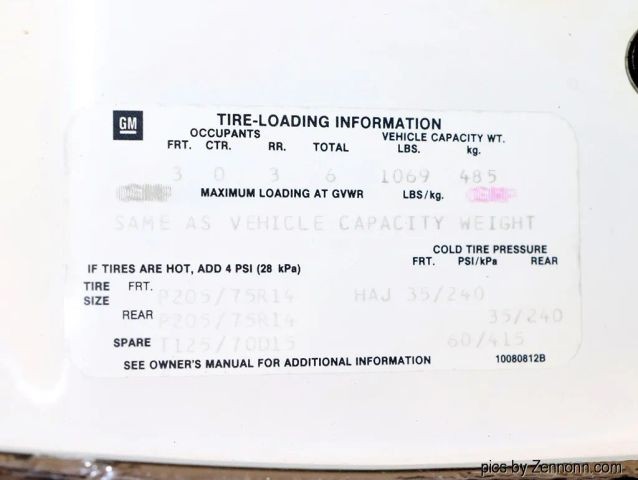 GM
TIRE-LOADING INFORMATION
OCCUPANTS VEHICLE CAPACITY WT.
FRT. CTR. RR. TOTAL LBS. kg.
3 0 3 6 1069 485
MAXIMUM LOADING AT GVWR LBS/kg.
SAME AS VEHICLE CAPACITY WEIGHT
COLD TIRE PRESSURE
IF TIRES ARE HOT, ADD 4 PSI (28 kPa) FRT. PSI/kPa REAR
TIRE SIZE FRT. P205/75R14 HAJ 35/240
REAR P205/75R14 35/240
SPARE T125/70D15 60/415
SEE OWNER'S MANUAL FOR ADDITIONAL INFORMATION 10080812B
pics by Zennonn.com